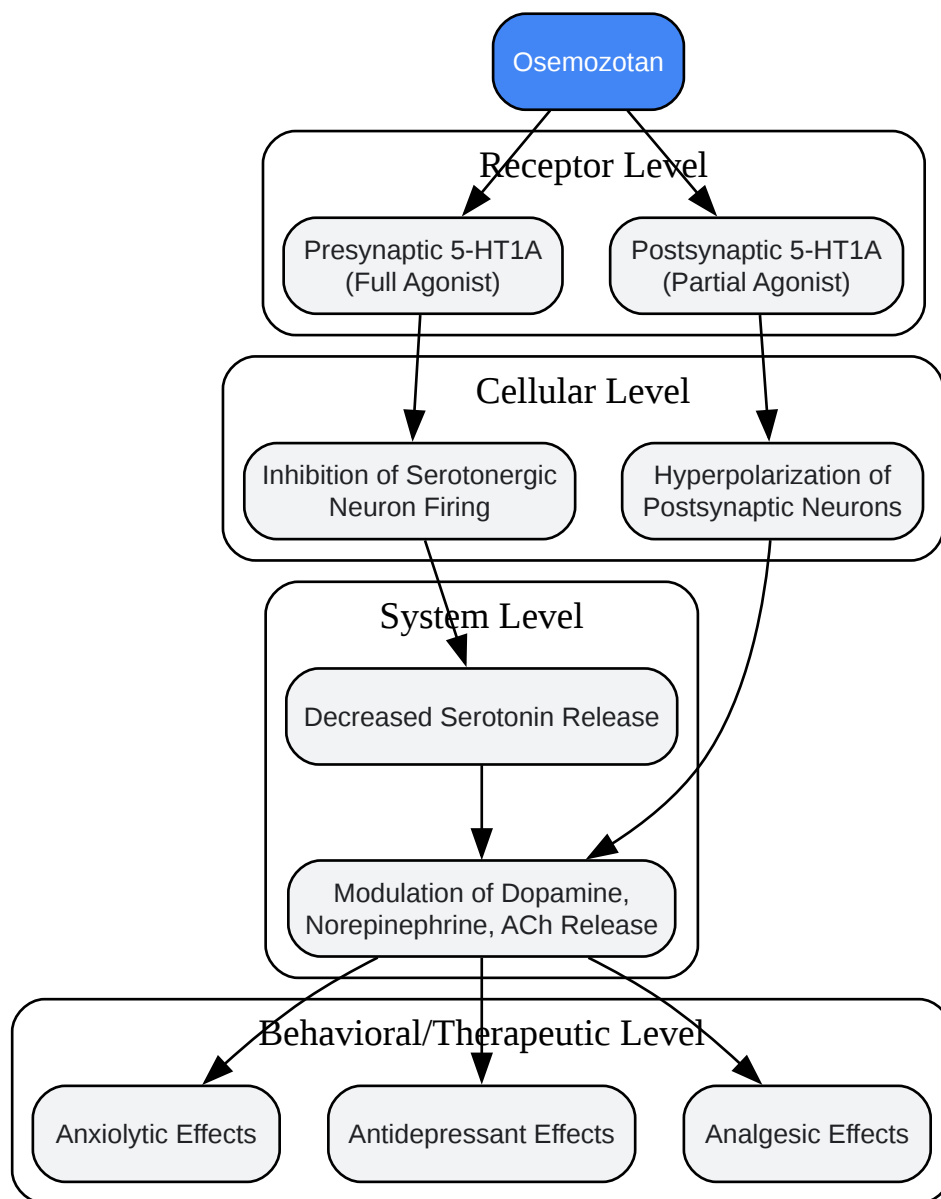 Osemozotan
Receptor Level
Presynaptic 5-HT1A
(Full Agonist)
Postsynaptic 5-HT1A
(Partial Agonist)
Cellular Level
Inhibition of Serotonergic
Neuron Firing
Hyperpolarization of
Postsynaptic Neurons
System Level
Decreased Serotonin Release
Modulation of Dopamine,
Norepinephrine, ACh Release
Behavioral/Therapeutic Level
Anxiolytic Effects
Antidepressant Effects
Analgesic Effects